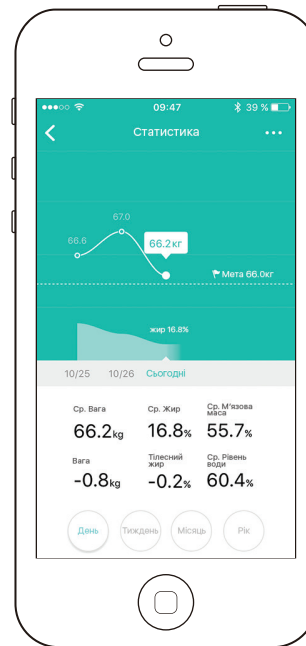 09:47
39 %
Статистика
67.0
66.6
66.2кг
Мета 66.0кг
жир 16.8%
10/25 10/26 Сьогодні
Ср. Вага Ср. Жир Ср. М'язова
маса
66.2kg 16.8% 55.7%
Вага Тілесний
жир Ср. Рівень
води
-0.8kg -0.2% 60.4%
День Тиждень Місяць Рік